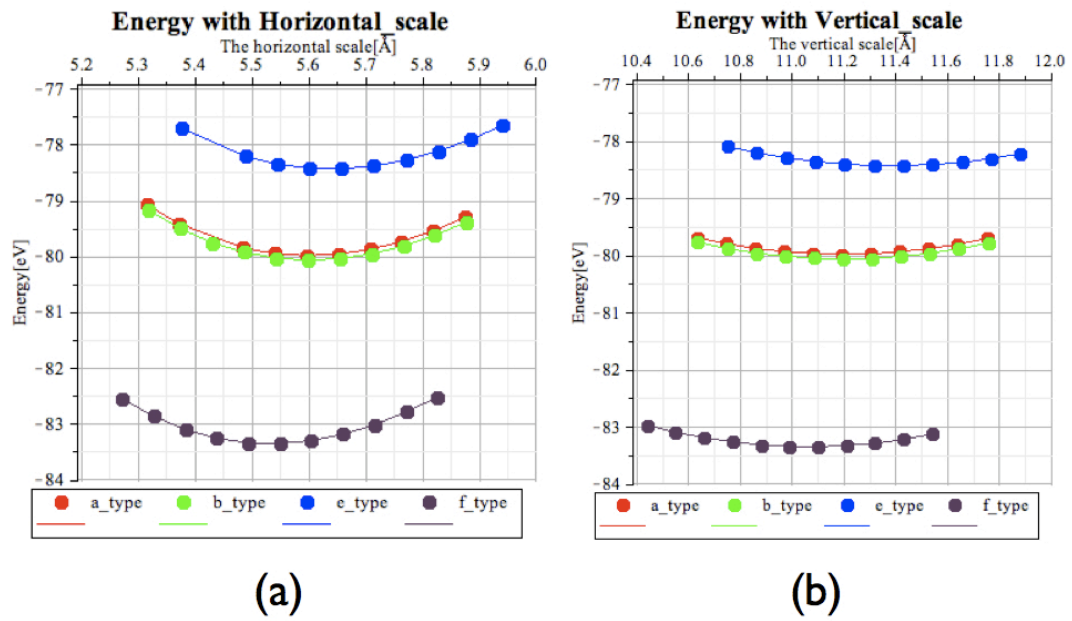 Energy with Horizontal_scale
The horizontal scale[Å]
5.2 5.3 5.4 5.5 5.6 5.7 5.8 5.9 6.0
-77
-78
-79
-80
-81
-82
-83
-84
Energy[eV]
a_type b_type e_type f_type
(a)
Energy with Vertical_scale
The vertical scale[Å]
10.4 10.6 10.8 11.0 11.2 11.4 11.6 11.8 12.0
-77
-78
-79
-80
-81
-82
-83
-84
Energy[eV]
a_type b_type e_type f_type
(b)